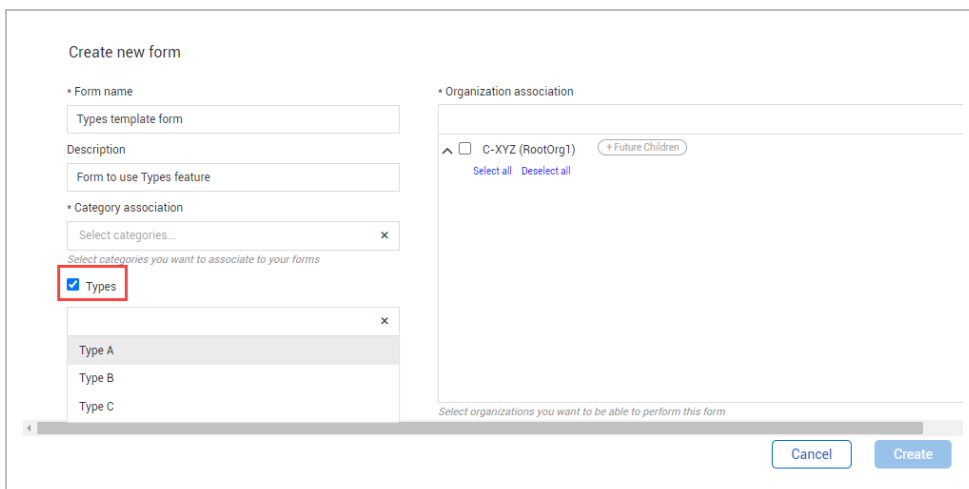 Create new form
* Form name
Types template form
Description
Form to use Types feature
* Category association
Select categories...
Select categories you want to associate to your forms
Types
Type A
Type B
Type C
* Organization association
C-XYZ (RootOrg1) + Future Children
Select all Deselect all
Select organizations you want to be able to perform this form
Cancel Create